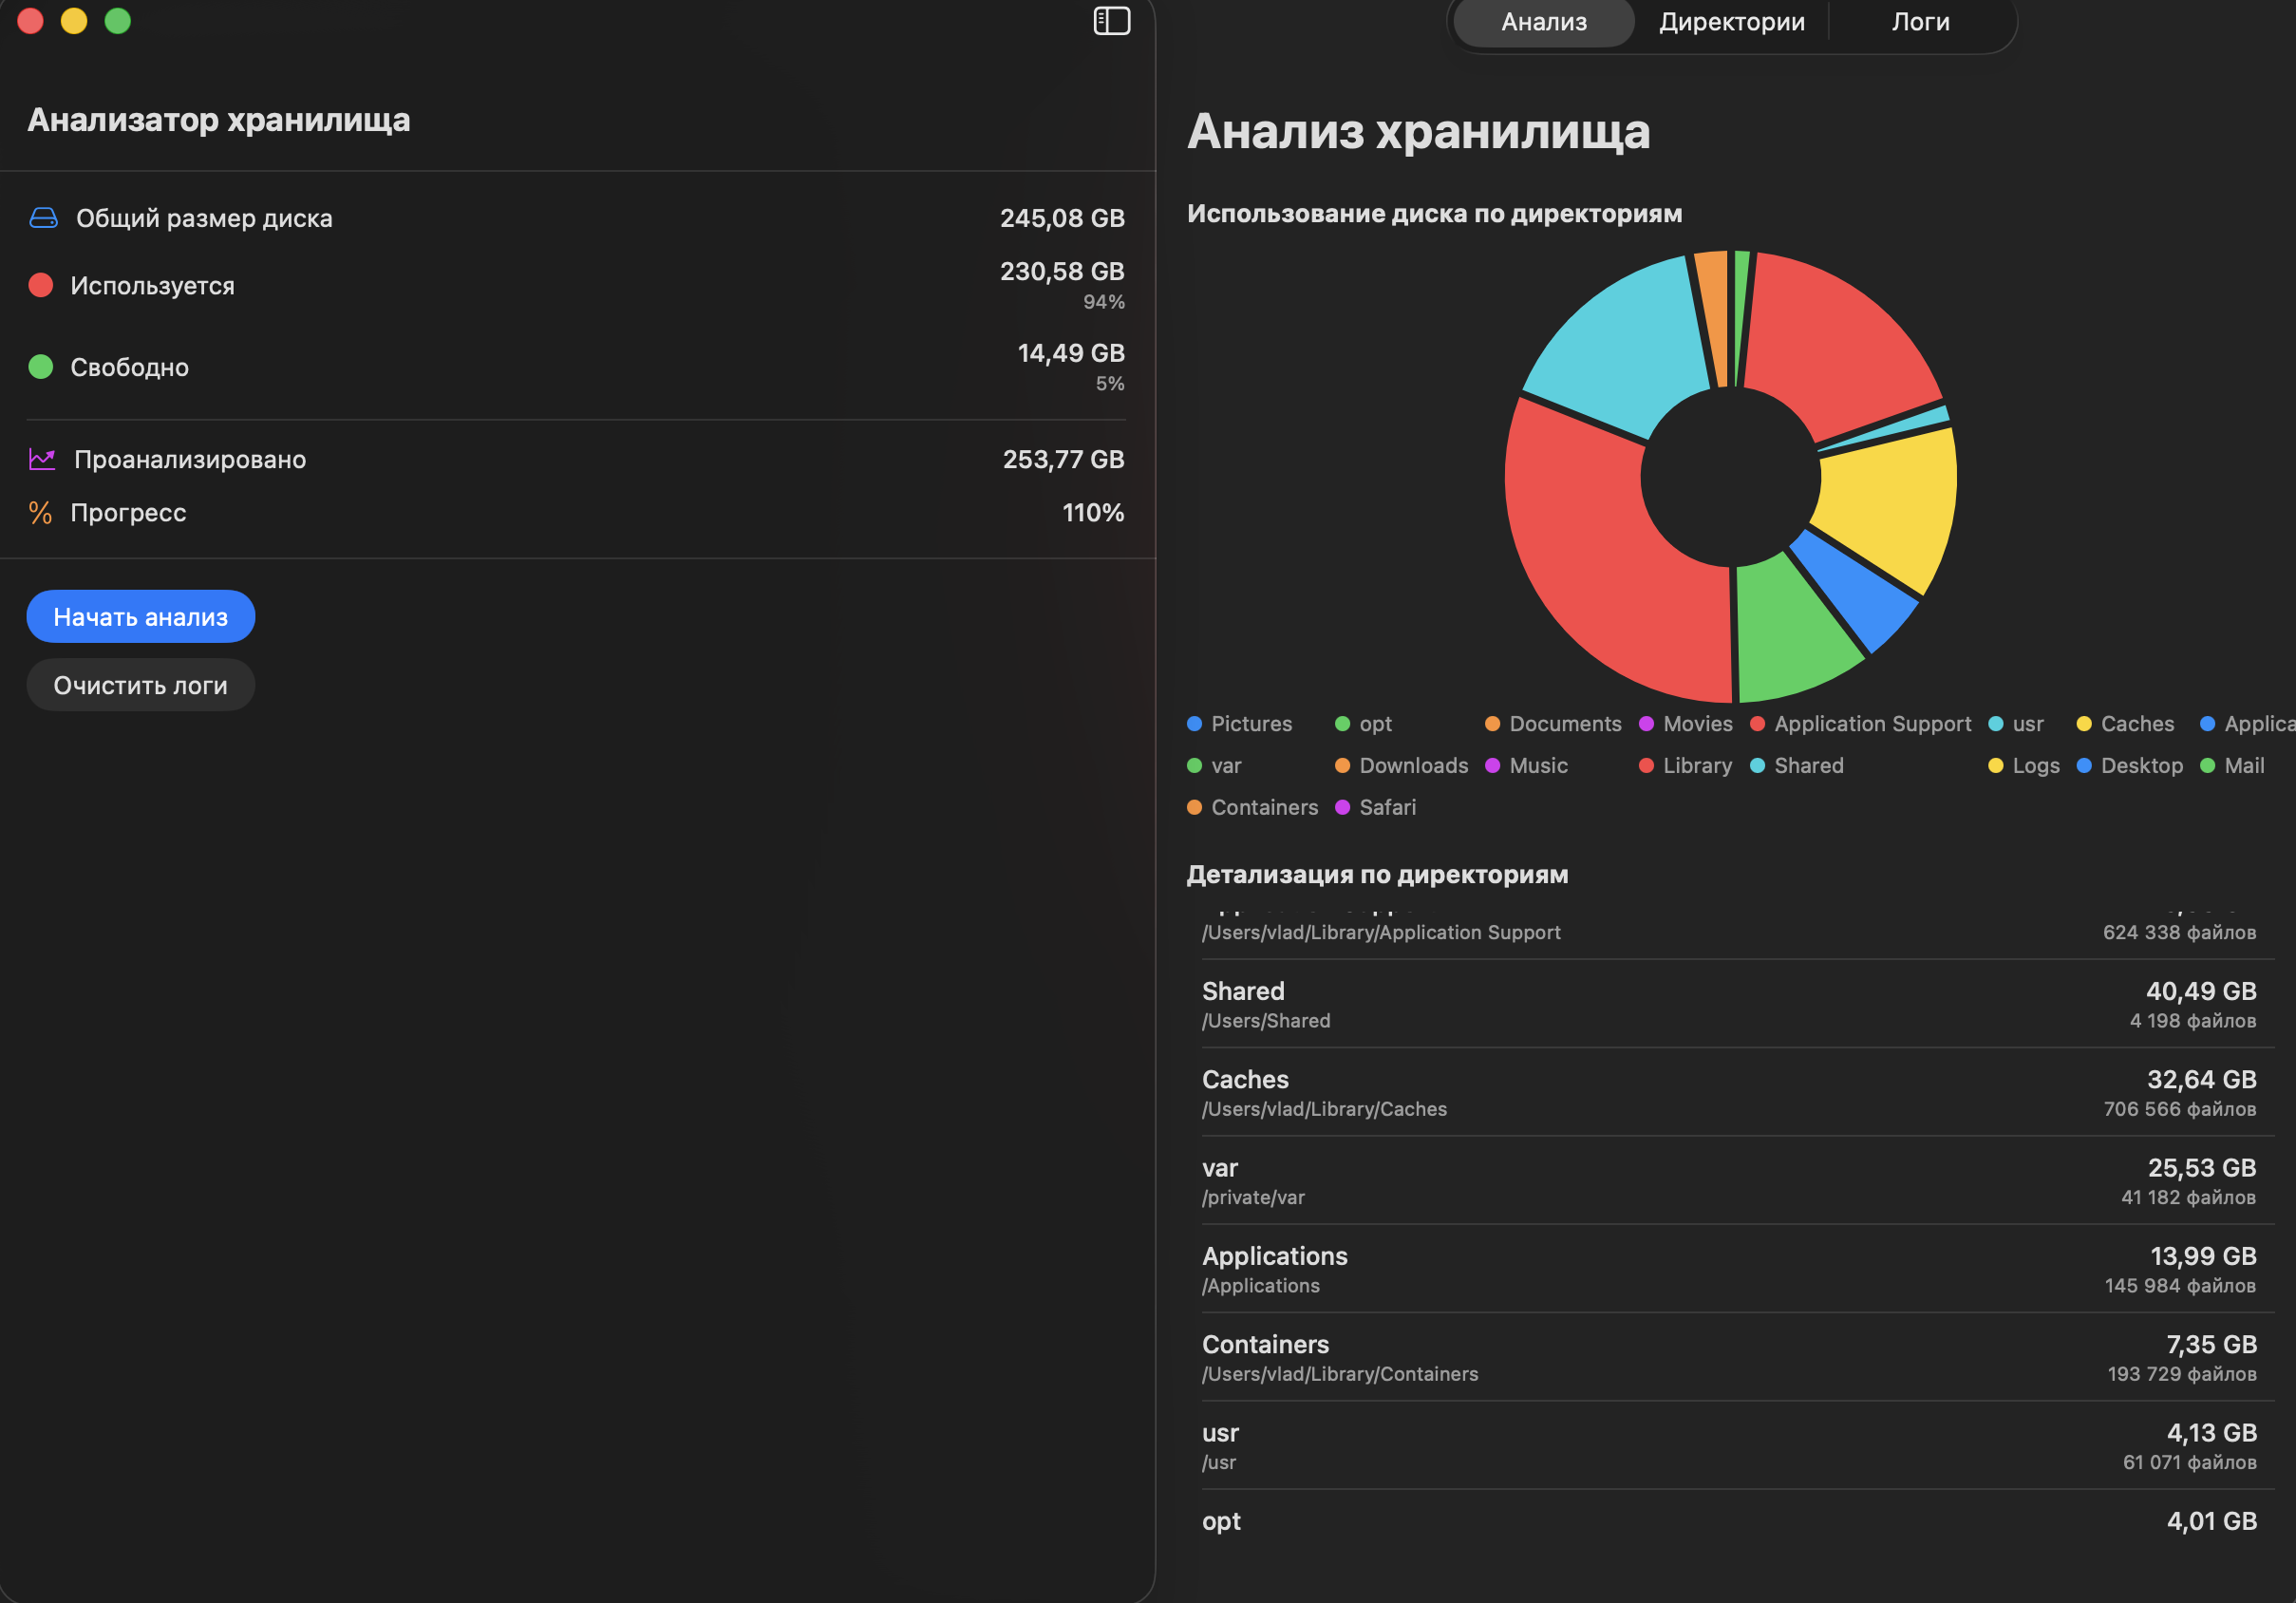 Анализатор хранилища
Общий размер диска 245,08 GB
Используется 230,58 GB
94%
Свободно 14,49 GB
5%
Проанализировано 253,77 GB
% Прогресс 110%
Начать анализ
Очистить логи
Анализ Директории Логи
Анализ хранилища
Использование диска по директориям
Pictures opt Documents Movies Application Support usr Caches Applica
var Downloads Music Library Shared Logs Desktop Mail
Containers Safari
Детализация по директориям
/Users/vlad/Library/Application Support 624 338 файлов
Shared 40,49 GB
/Users/Shared 4 198 файлов
Caches 32,64 GB
/Users/vlad/Library/Caches 706 566 файлов
var 25,53 GB
/private/var 41 182 файлов
Applications 13,99 GB
/Applications 145 984 файлов
Containers 7,35 GB
/Users/vlad/Library/Containers 193 729 файлов
usr 4,13 GB
/usr 61 071 файлов
opt 4,01 GB